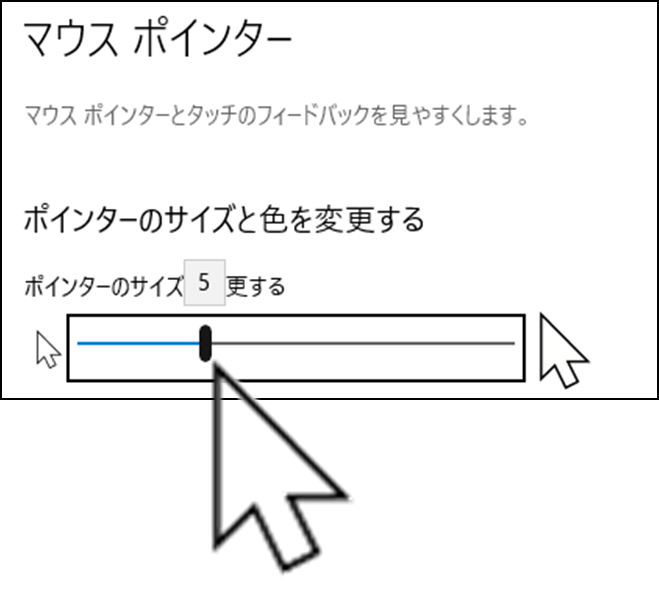 マウス ポインター
マウス ポインターとタッチのフィードバックを見やすくします。
ポインターのサイズと色を変更する
ポインターのサイズ 5 更する